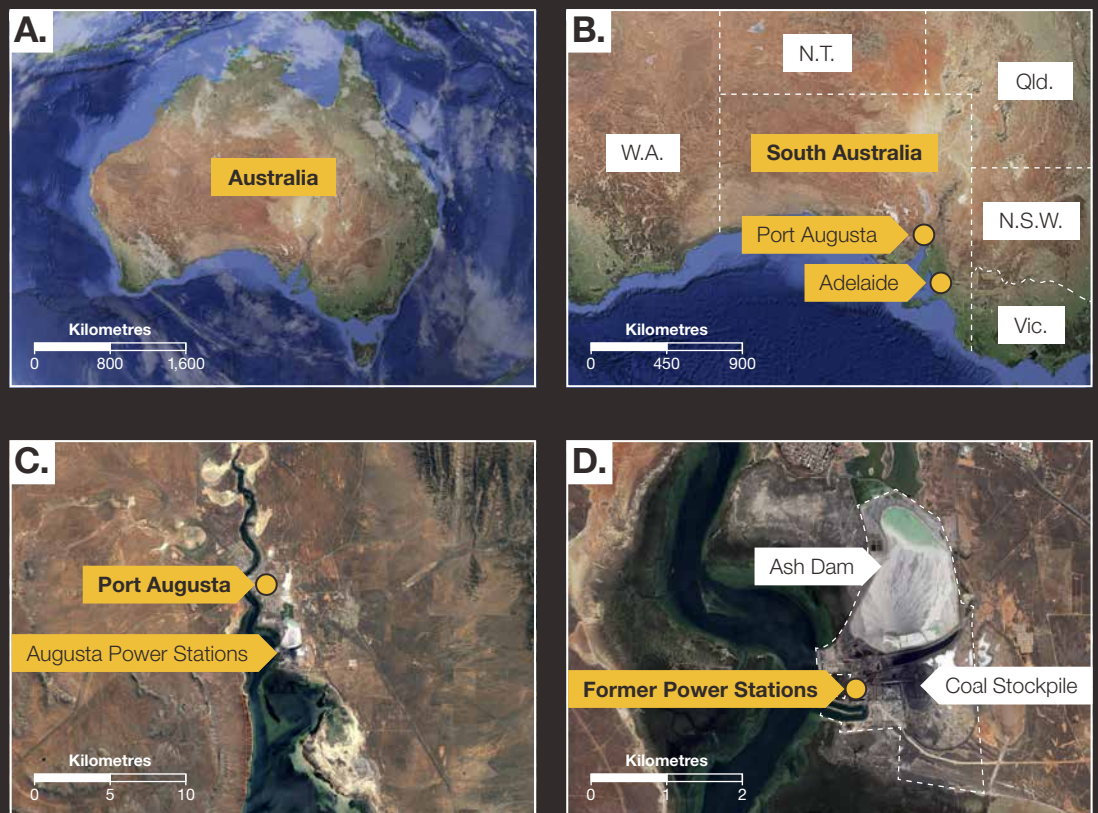 A.
Australia
Kilometres
0 800 1,600
B.
N.T.
Qld.
W.A.
South Australia
N.S.W.
Port Augusta
Adelaide
Vic.
Kilometres
0 450 900
C.
Port Augusta
Augusta Power Stations
Kilometres
0 5 10
D.
Ash Dam
Former Power Stations
Coal Stockpile
Kilometres
0 1 2